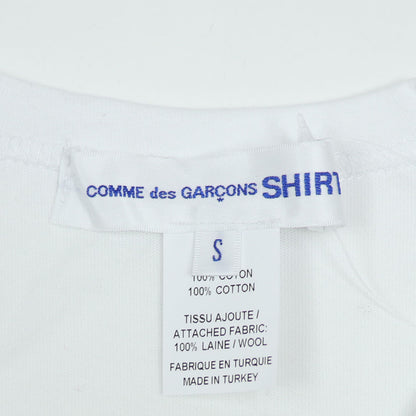 COMME des GARÇONS SHIRT
S
100% COTON
100% COTTON
TISSU AJOUTE /
ATTACHED FABRIC:
100% LAINE / WOOL
FABRIQUE EN TURQUIE
MADE IN TURKEY